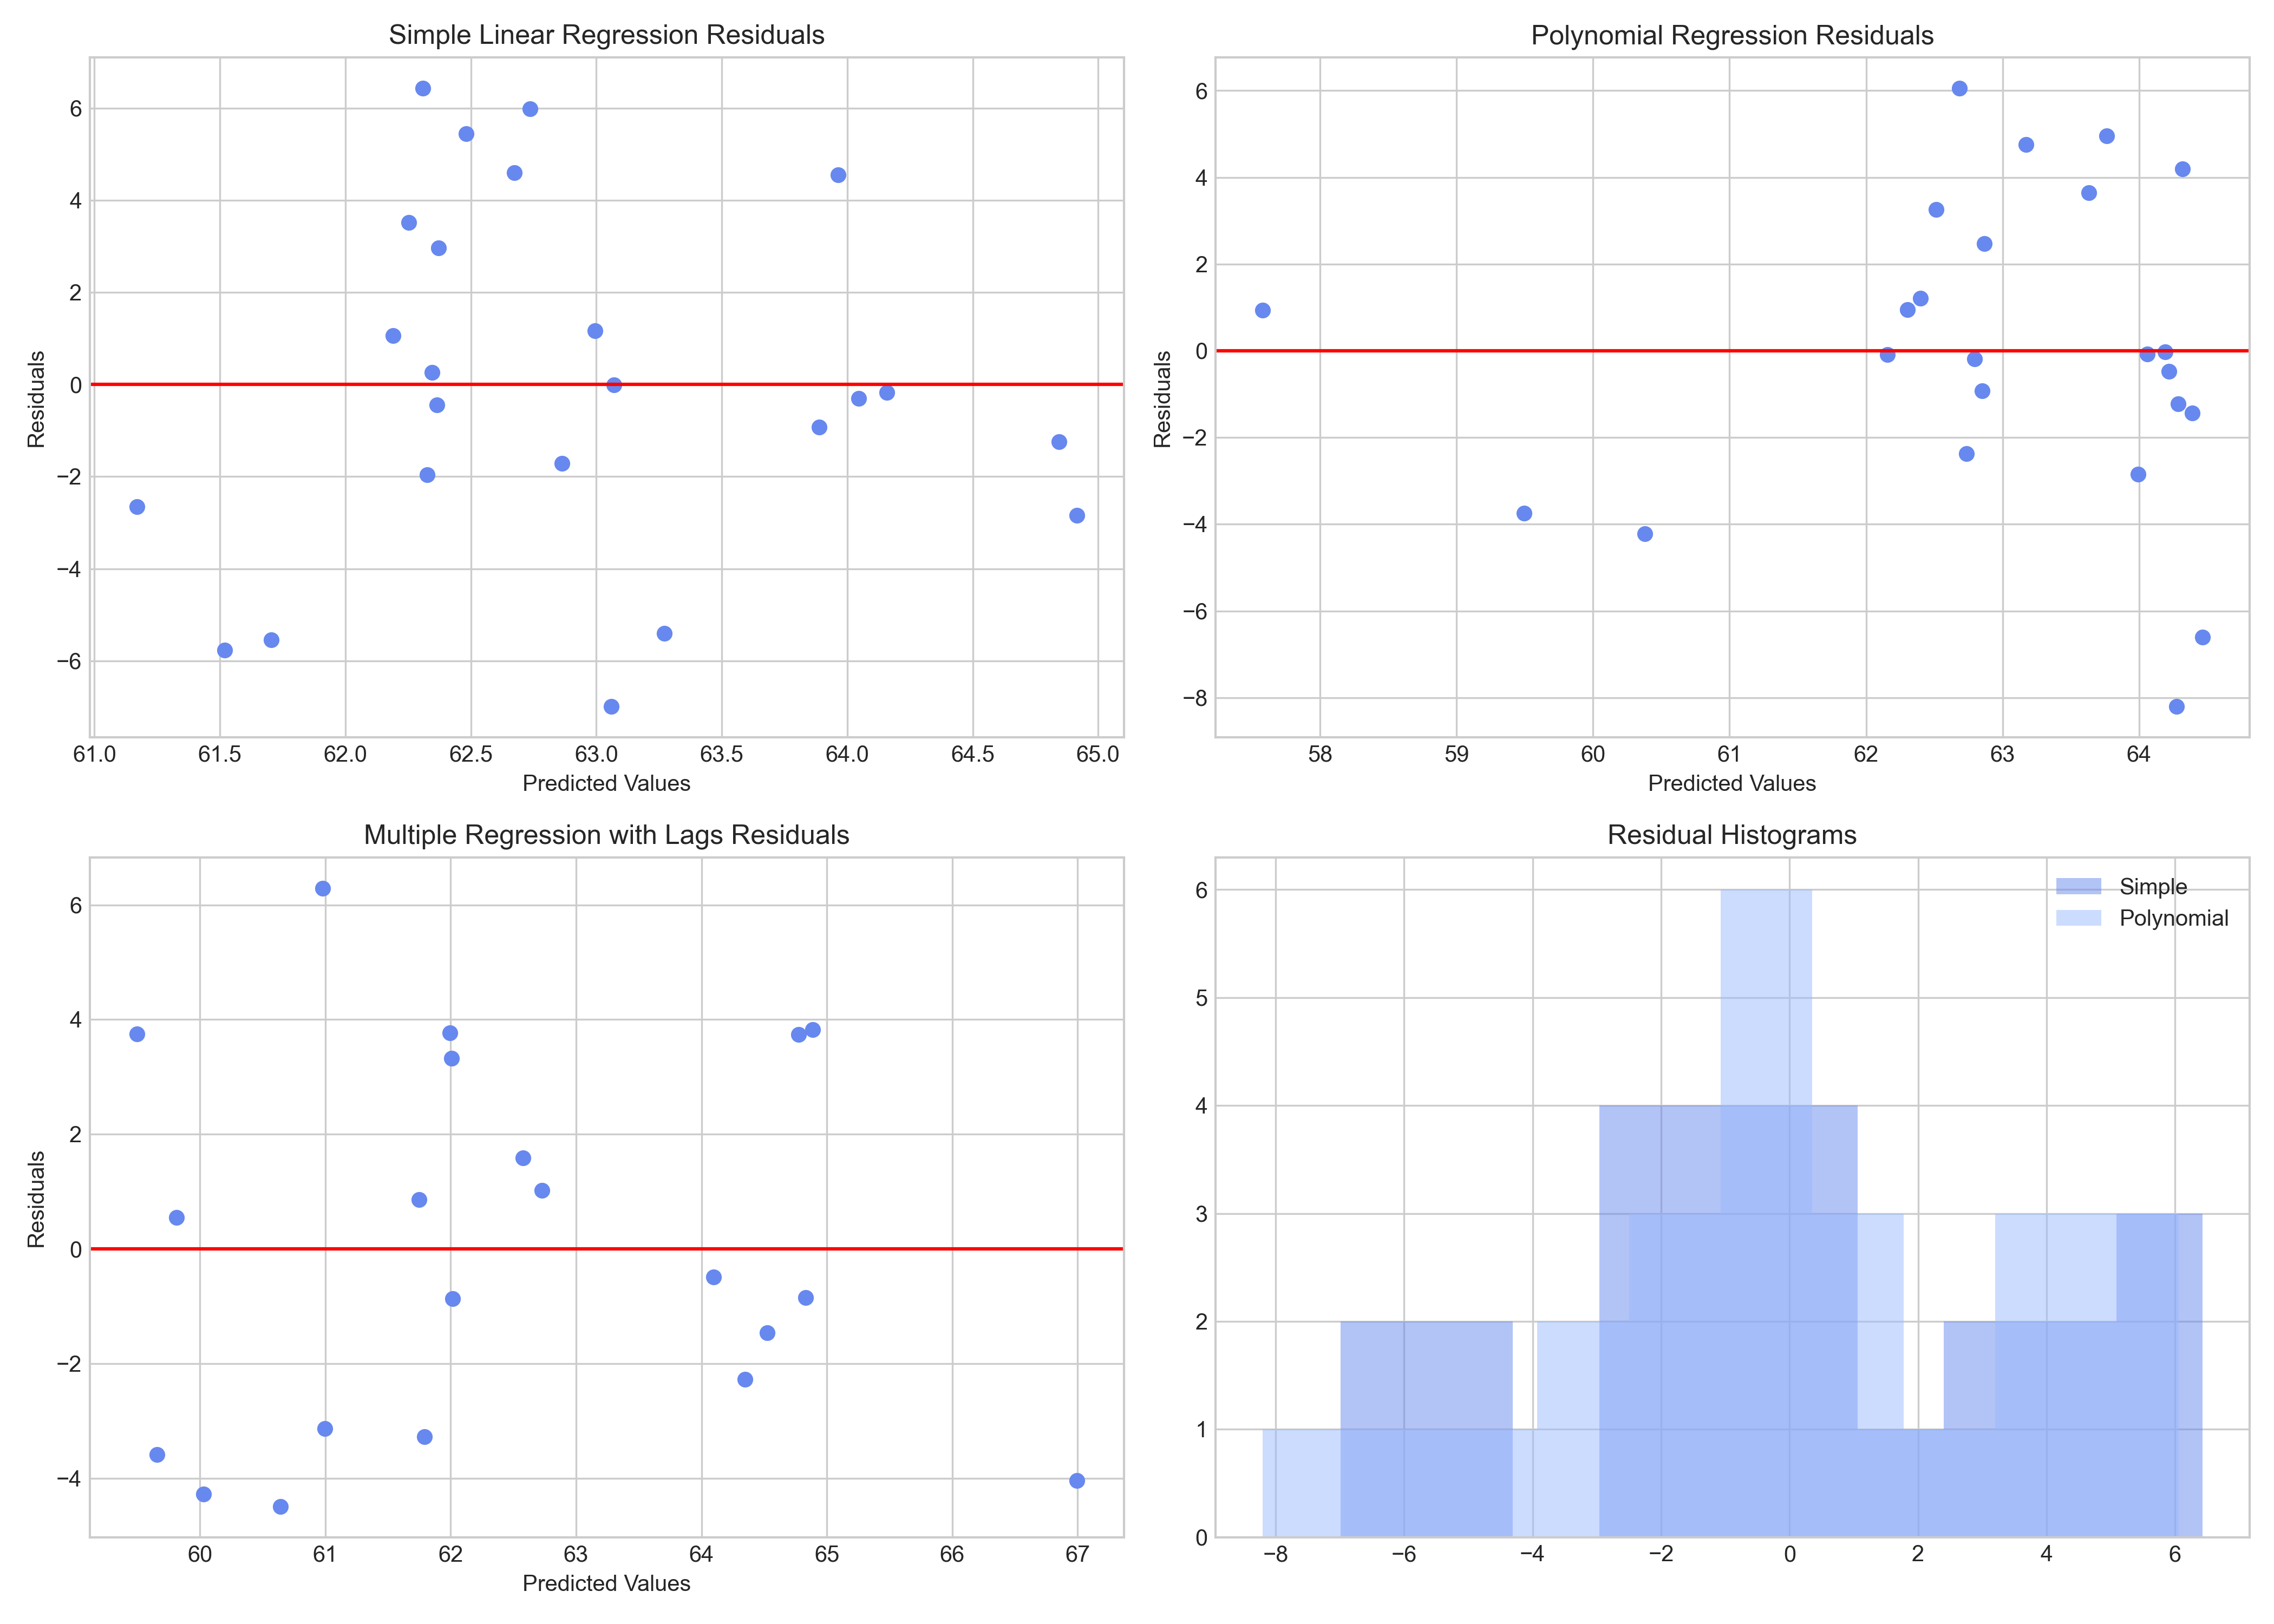 Simple Linear Regression Residuals
Residuals
6
4
2
0
−2
−4
−6
61.0 61.5 62.0 62.5 63.0 63.5 64.0 64.5 65.0
Predicted Values
Polynomial Regression Residuals
Residuals
6
4
2
0
−2
−4
−6
−8
58 59 60 61 62 63 64
Predicted Values
Multiple Regression with Lags Residuals
Residuals
6
4
2
0
−2
−4
60 61 62 63 64 65 66 67
Predicted Values
Residual Histograms
Simple
Polynomial
6
5
4
3
2
1
0
−8 −6 −4 −2 0 2 4 6